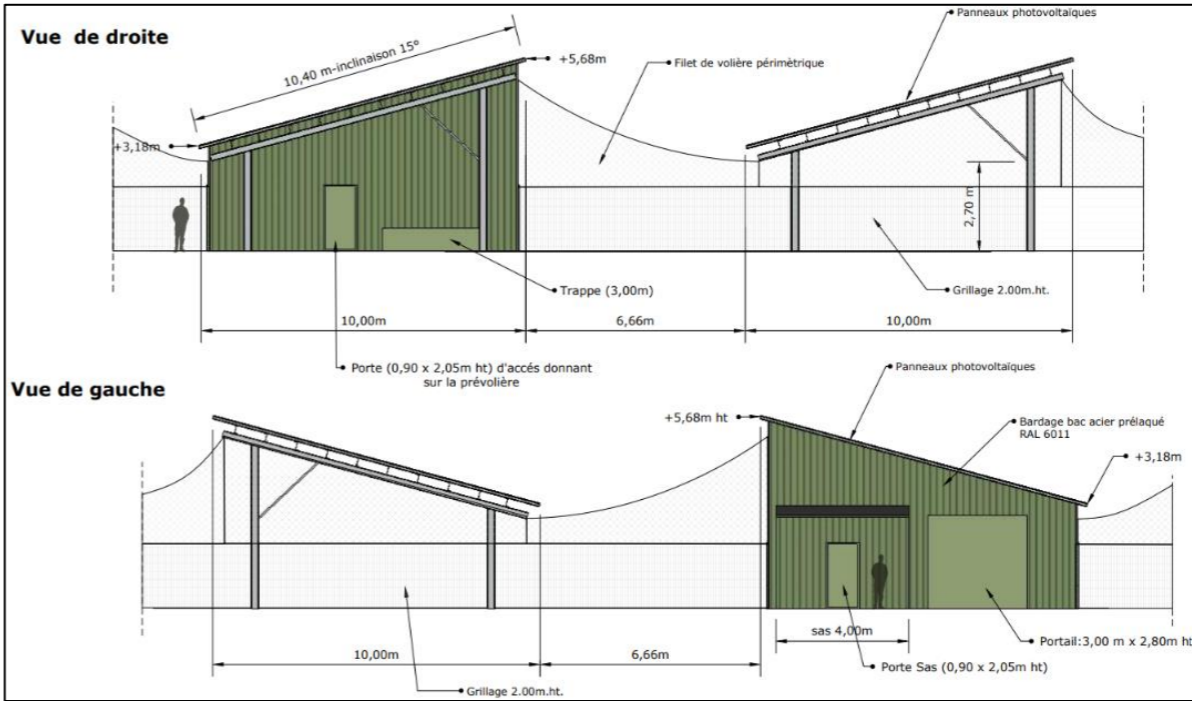 Vue de droite
Panneaux photovoltaïques
10,40 m-inclinaison 15°
+5,68m
Filet de volière périmètrique
+3,18m
2,70 m
Trappe (3,00m)
Grillage 2.00m.ht.
10,00m
6,66m
10,00m
Porte (0,90 x 2,05m ht) d'accés donnant
sur la prévolière
Vue de gauche
Panneaux photovoltaïques
+5,68m ht
Bardage bac acier prélaqué
RAL 6011
+3,18m
sas 4,00m
Portail:3,00 m x 2,80m ht
10,00m
6,66m
Porte Sas (0,90 x 2,05m ht)
Grillage 2.00m.ht.